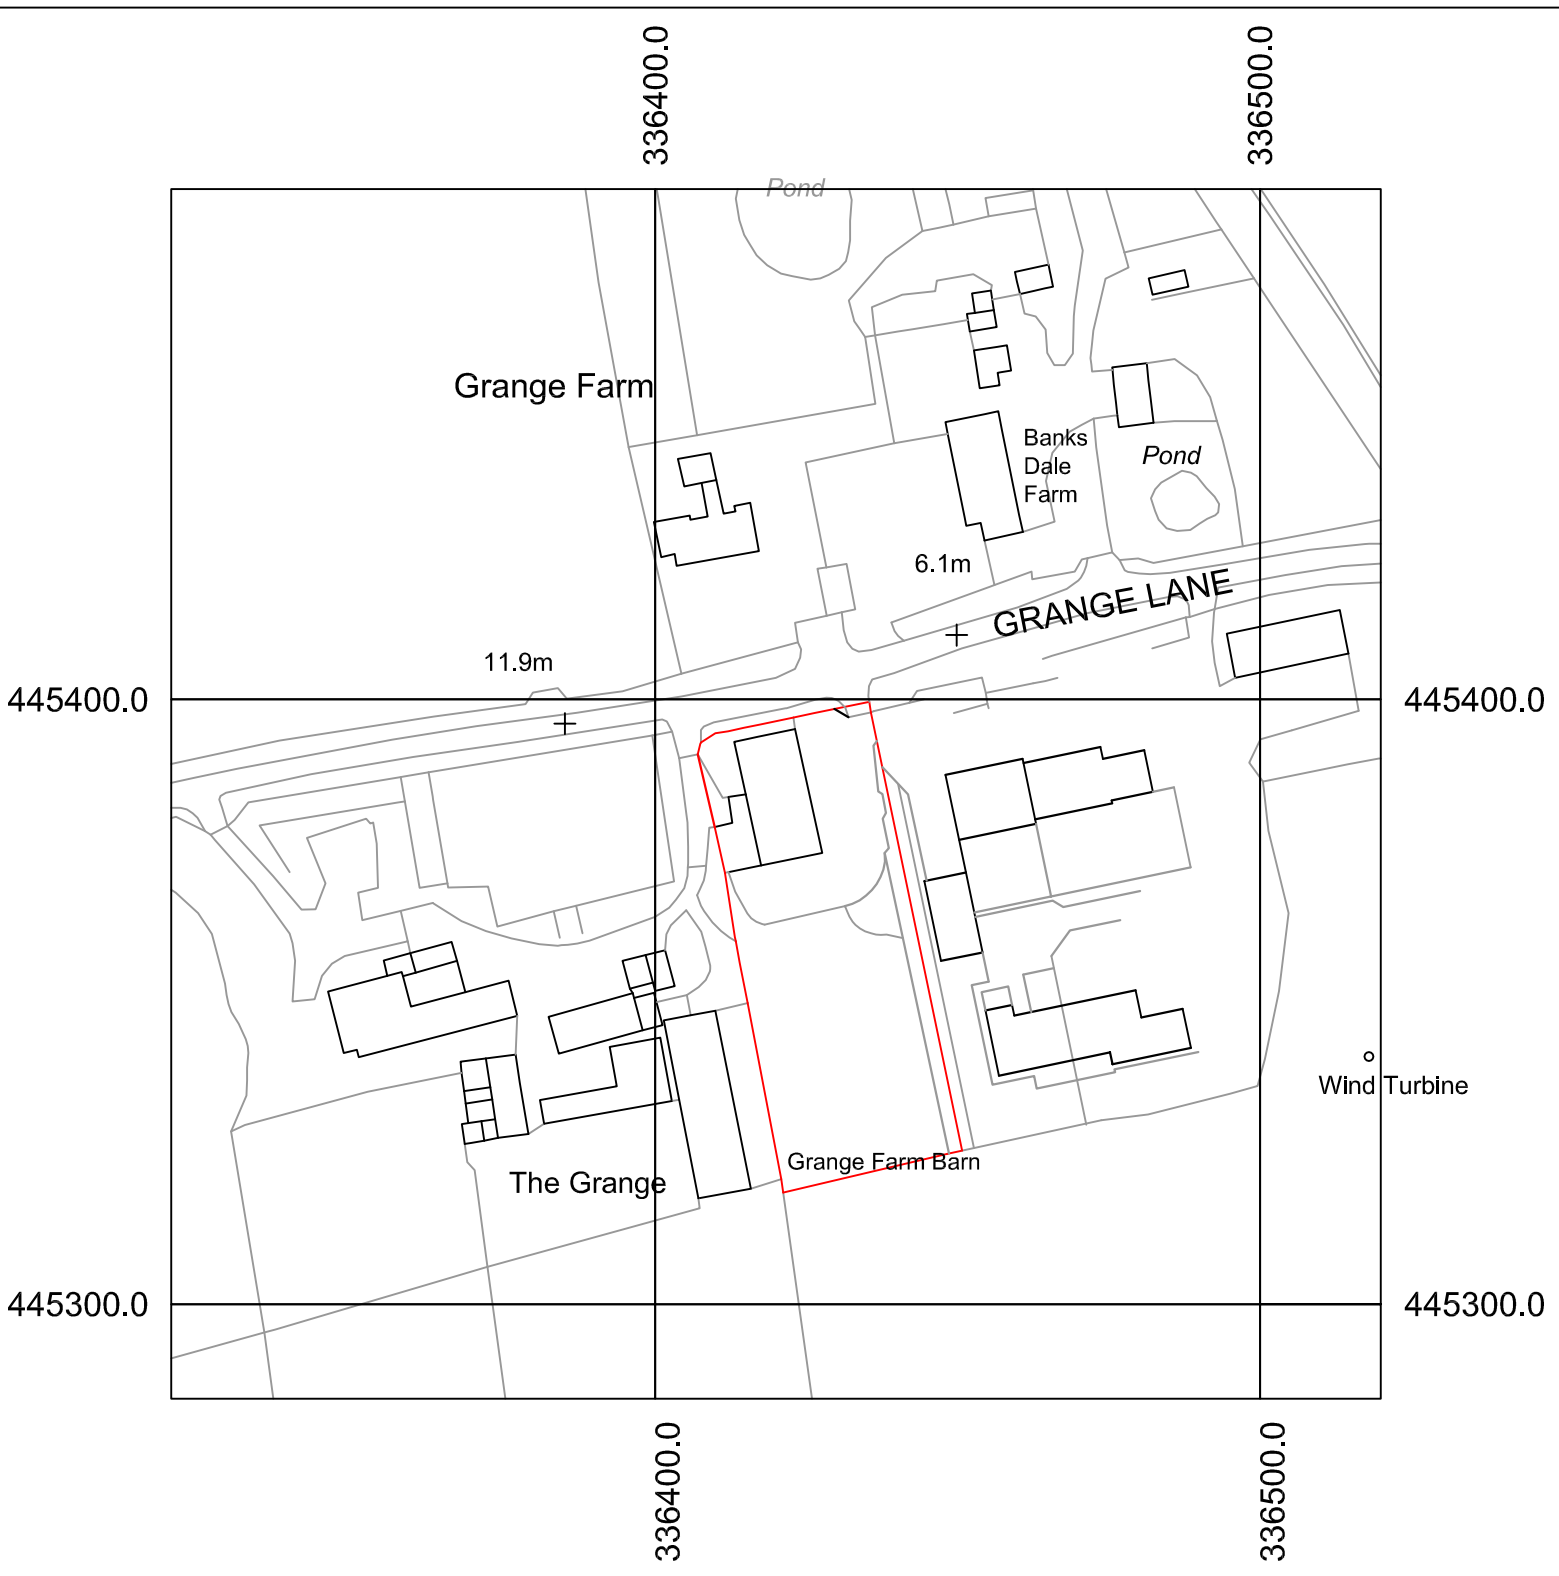 336400.0
336500.0
Pond
Grange Farm
Banks
Dale
Farm
Pond
6.1m
GRANGE LANE
11.9m
445400.0
445400.0
Wind Turbine
Grange Farm Barn
The Grange
445300.0
445300.0
336400.0
336500.0